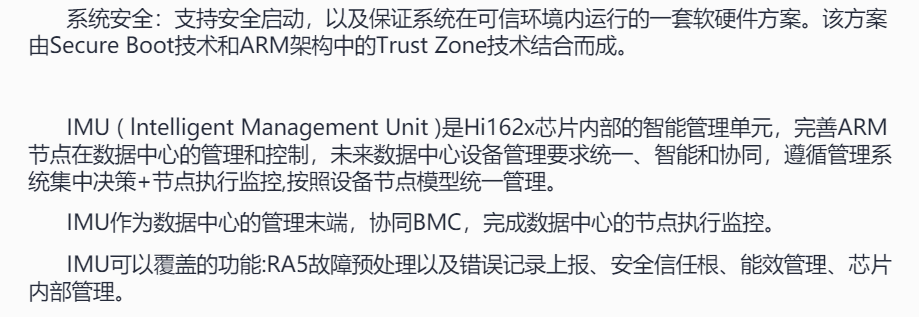 系统安全：支持安全启动，以及保证系统在可信环境内运行的一套软硬件方案。该方案
由Secure Boot技术和ARM架构中的Trust Zone技术结合而成。
IMU ( Intelligent Management Unit )是Hi162x芯片内部的智能管理单元，完善ARM
节点在数据中心的管理和控制，未来数据中心设备管理要求统一、智能和协同，遵循管理系
统集中决策+节点执行监控,按照设备节点模型统一管理。
IMU作为数据中心的管理末端，协同BMC，完成数据中心的节点执行监控。
IMU可以覆盖的功能:RA5故障预处理以及错误记录上报、安全信任根、能效管理、芯片
内部管理。